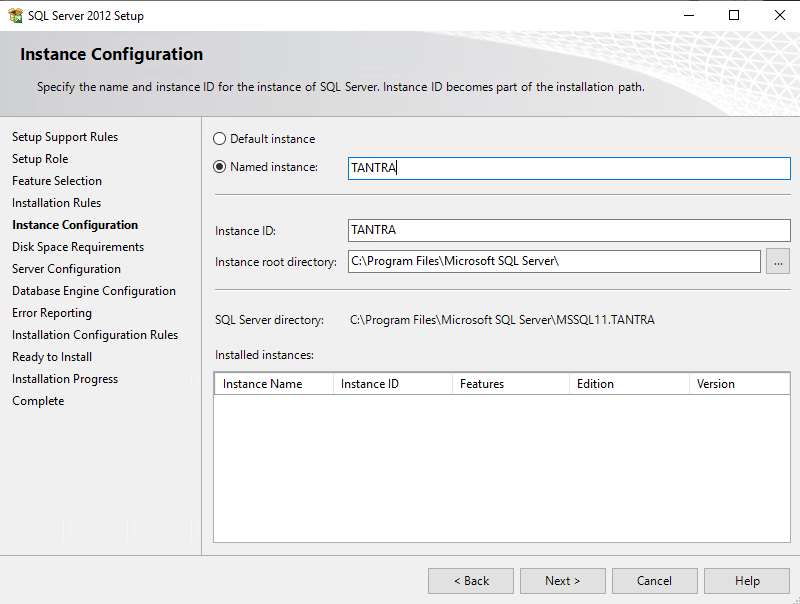 SQL Server 2012 Setup
Instance Configuration
Specify the name and instance ID for the instance of SQL Server. Instance ID becomes part of the installation path.
Setup Support Rules
Setup Role
Feature Selection
Installation Rules
Instance Configuration
Disk Space Requirements
Server Configuration
Database Engine Configuration
Error Reporting
Installation Configuration Rules
Ready to Install
Installation Progress
Complete
Default instance
Named instance: TANTRA
Instance ID: TANTRA
Instance root directory: C:\Program Files\Microsoft SQL Server\ ...
SQL Server directory: C:\Program Files\Microsoft SQL Server\MSSQL11.TANTRA
Installed instances:
Instance Name Instance ID Features Edition Version
< Back Next > Cancel Help